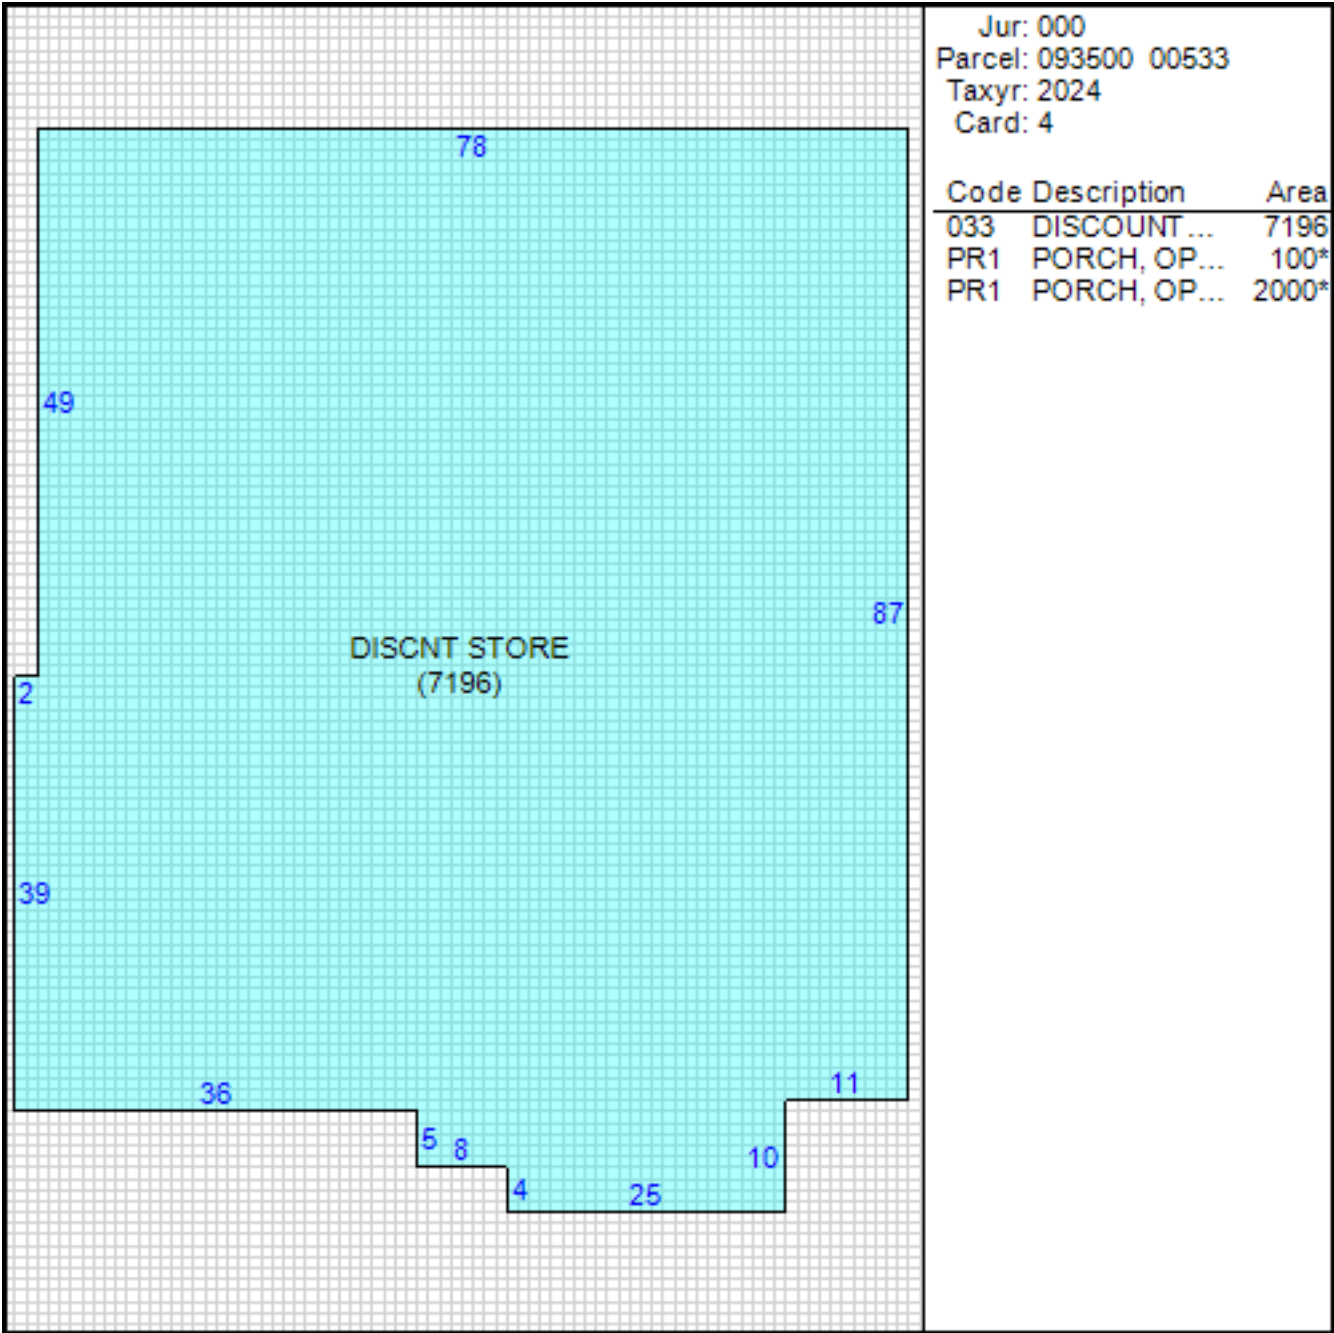 Jur: 000
Parcel: 093500 00533
Taxyr: 2024
Card: 4
Code Description Area
033 DISCOUNT... 7196
PR1 PORCH, OP... 100*
PR1 PORCH, OP... 2000*
78
49
87
DISCNT STORE
(7196)
2
39
11
36
5
8
10
4
25